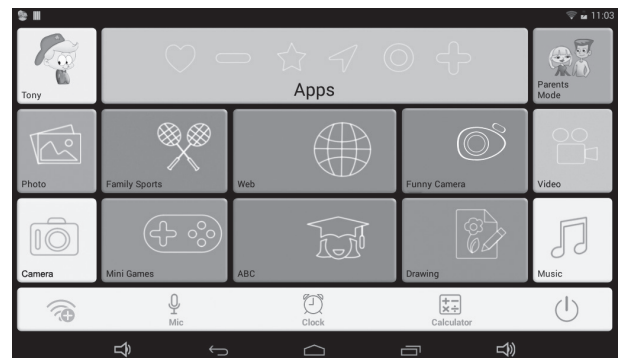 11:03
Tony
Apps
Parents
Mode
Photo
Family Sports
Web
Funny Camera
Video
Camera
Mini Games
ABC
Drawing
Music
Mic
Clock
Calculator